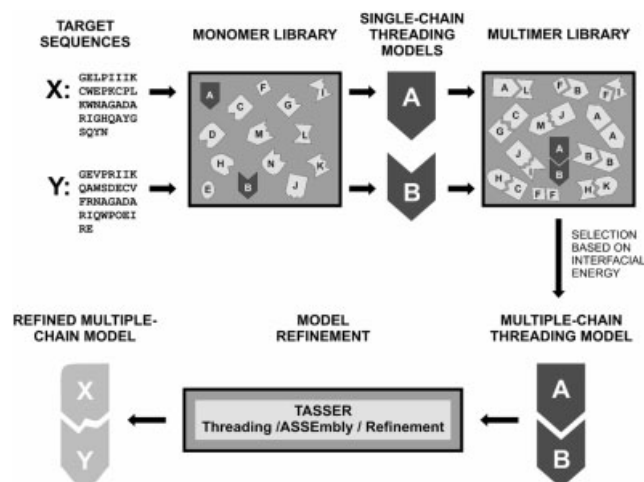 TARGET
SEQUENCES
MONOMER LIBRARY
SINGLE-CHAIN
THREADING
MODELS
MULTIMER LIBRARY
X:
GELPIIIK
CWEPKCPL
KWNAGADA
RIGHQAYG
SQYN
Y:
GEVPRIIK
QAMSDECV
FRNAGADA
RIQWPOEI
RE
A
F
I
C
G
D
M
L
H
N
K
E
B
J
A
B
A L
F B
F I
G C
M J
A A
J I
A B
B B
H C
F F
H K
SELECTION
BASED ON
INTERFACIAL
ENERGY
REFINED MULTIPLE-
CHAIN MODEL
MODEL
REFINEMENT
MULTIPLE-CHAIN
THREADING MODEL
X
Y
TASSER
Threading /ASSEmbly / Refinement
A
B